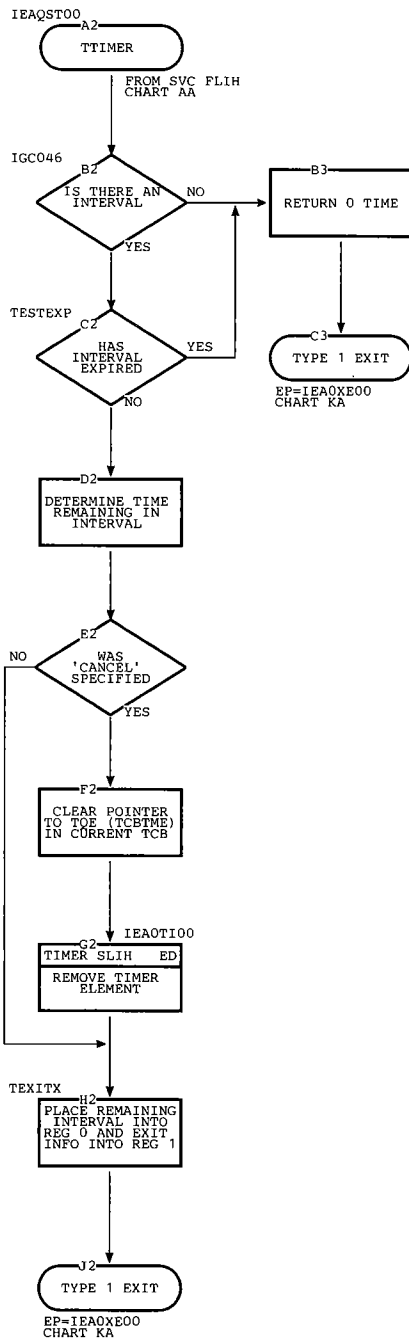 IEAQST00
A2
TTIMER
FROM SVC FLIH
CHART AA
IGC046
B2
IS THERE AN
INTERVAL
NO
YES
B3
RETURN 0 TIME
TESTEXP
C2
HAS
INTERVAL
EXPIRED
YES
NO
C3
TYPE 1 EXIT
EP=IEA0XE00
CHART KA
D2
DETERMINE TIME
REMAINING IN
INTERVAL
E2
WAS
'CANCEL'
SPECIFIED
NO
YES
F2
CLEAR POINTER
TO TQE (TCBTME)
IN CURRENT TCB
IEA0TI00
G2
TIMER SLIH ED
REMOVE TIMER
ELEMENT
TEXITX
H2
PLACE REMAINING
INTERVAL INTO
REG 0 AND EXIT
INFO INTO REG 1
J2
TYPE 1 EXIT
EP=IEA0XE00
CHART KA